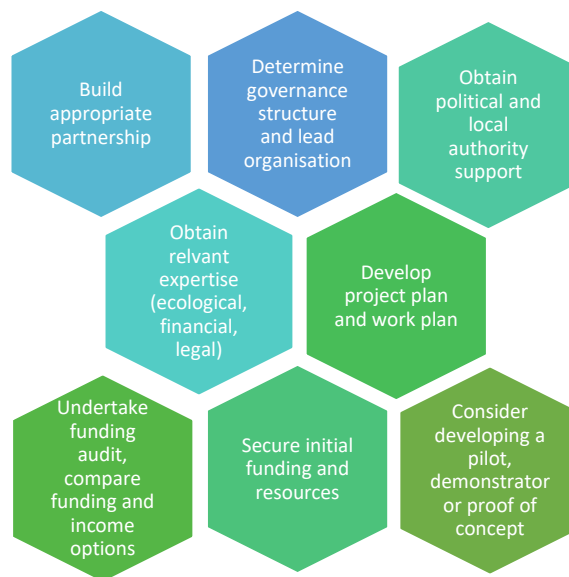 Build
appropriate
partnership
Determine
governance
structure
and lead
organisation
Obtain
political and
local
authority
support
Obtain
relvant
expertise
(ecological,
financial,
legal)
Develop
project plan
and work plan
Undertake
funding
audit,
compare
funding and
income
options
Secure initial
funding and
resources
Consider
developing a
pilot,
demonstrator
or proof of
concept